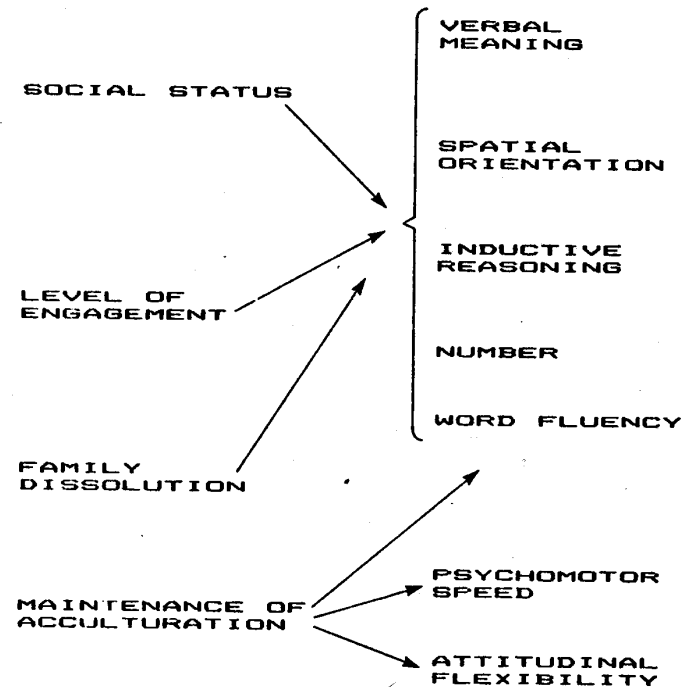 VERBAL
MEANING
SOCIAL STATUS
SPATIAL
ORIENTATION
INDUCTIVE
REASONING
LEVEL OF
ENGAGEMENT
NUMBER
WORD FLUENCY
FAMILY
DISSOLUTION
PSYCHOMOTOR
SPEED
MAINTENANCE OF
ACCULTURATION
ATTITUDINAL
FLEXIBILITY